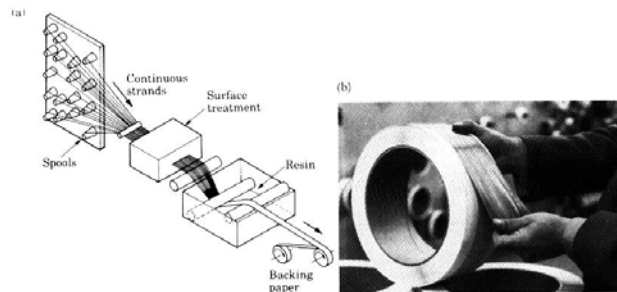 (a)
Continuous
strands
Surface
treatment
(b)
Spools
Resin
Backing
paper